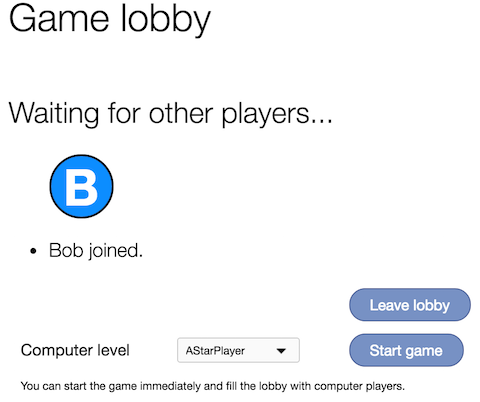 Game lobby
Waiting for other players...
B
• Bob joined.
Leave lobby
Computer level AStarPlayer Start game
You can start the game immediately and fill the lobby with computer players.